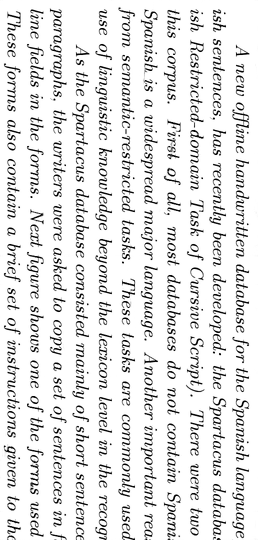 A new offline handwritten database for the Spanish language
ish sentences, has recently been developed: the Spartacus databas
ish Restricted-domain Task of Cursive Script). There were two
this corpus. First of all, most databases do not contain Spani
Spanish is a widespread major language. Another important rea
from semantic-restricted tasks. These tasks are commonly used
use of linguistic knowledge beyond the lexicon level in the recogn
As the Spartacus database consisted mainly of short sentence
paragraphs, the writers were asked to copy a set of sentences in f
line fields in the forms. Next figure shows one of the forms used
These forms also contain a brief set of instructions given to the